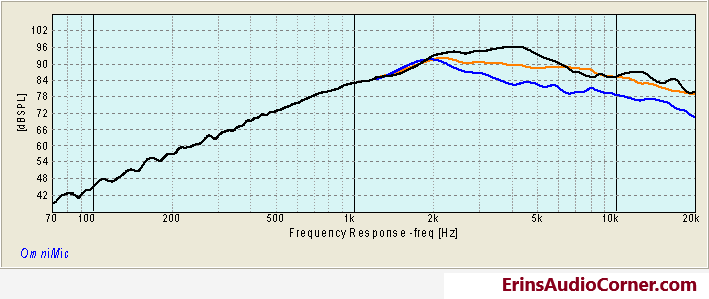 102
96
90
84
78
72
66
60
54
48
42
[dBSPL]
70 100 200 500 1k 2k 5k 10k 20k
Frequency Response -freq [Hz]
OmniMic
ErinsAudioCorner.com